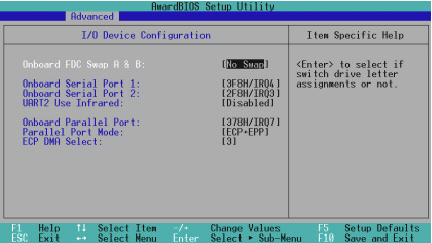 AwardBIOS Setup Utility
Advanced
I/O Device Configuration
Item Specific Help
Onboard FDC Swap A & B: [No Swap]
<Enter> to select if
switch drive letter
assignments or not.
Onboard Serial Port 1: [3F8H/IRQ4]
Onboard Serial Port 2: [2F8H/IRQ3]
UART2 Use Infrared: [Disabled]
Onboard Parallel Port: [378H/IRQ7]
Parallel Port Mode: [ECP+EPP]
ECP DMA Select: [3]
F1 Help ↑↓ Select Item -/+ Change Values F5 Setup Defaults
ESC Exit ←→ Select Menu Enter Select ▸ Sub-Menu F10 Save and Exit